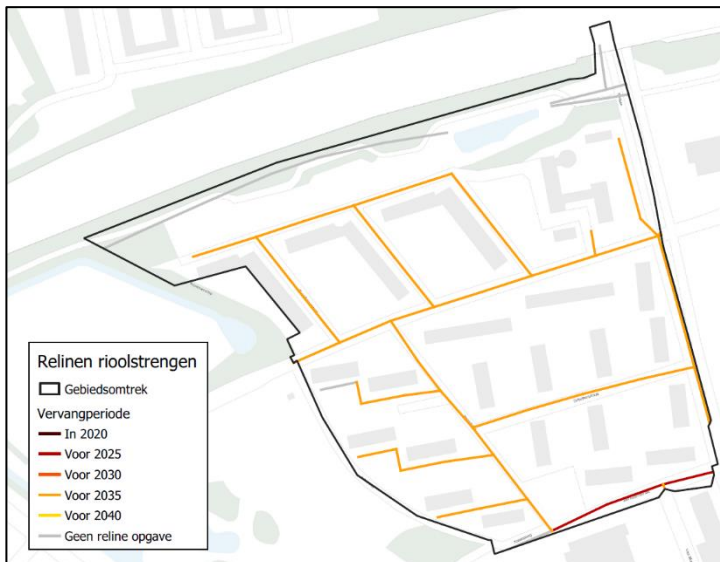 Relinen rioolstrengen
Gebiedsomtrek
Vervangperiode
In 2020
Voor 2025
Voor 2030
Voor 2035
Voor 2040
Geen reline opgave